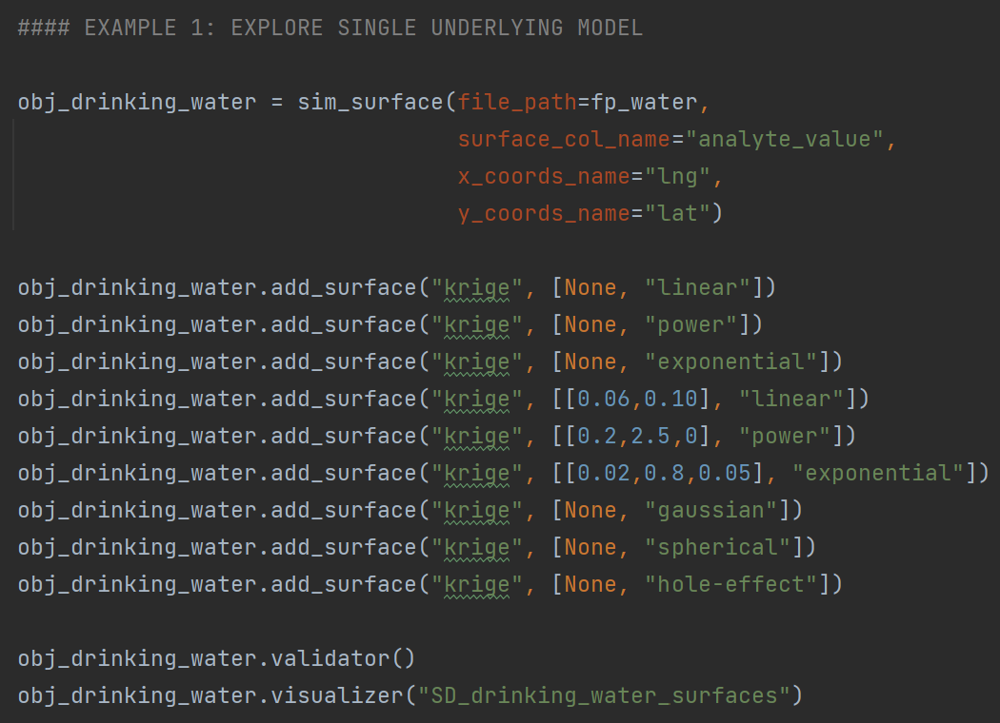 #### EXAMPLE 1: EXPLORE SINGLE UNDERLYING MODEL
obj_drinking_water = sim_surface(file_path=fp_water,
surface_col_name="analyte_value",
x_coords_name="lng",
y_coords_name="lat")
obj_drinking_water.add_surface("krige", [None, "linear"])
obj_drinking_water.add_surface("krige", [None, "power"])
obj_drinking_water.add_surface("krige", [None, "exponential"])
obj_drinking_water.add_surface("krige", [[0.06,0.10], "linear"])
obj_drinking_water.add_surface("krige", [[0.2,2.5,0], "power"])
obj_drinking_water.add_surface("krige", [[0.02,0.8,0.05], "exponential"])
obj_drinking_water.add_surface("krige", [None, "gaussian"])
obj_drinking_water.add_surface("krige", [None, "spherical"])
obj_drinking_water.add_surface("krige", [None, "hole-effect"])
obj_drinking_water.validator()
obj_drinking_water.visualizer("SD_drinking_water_surfaces")